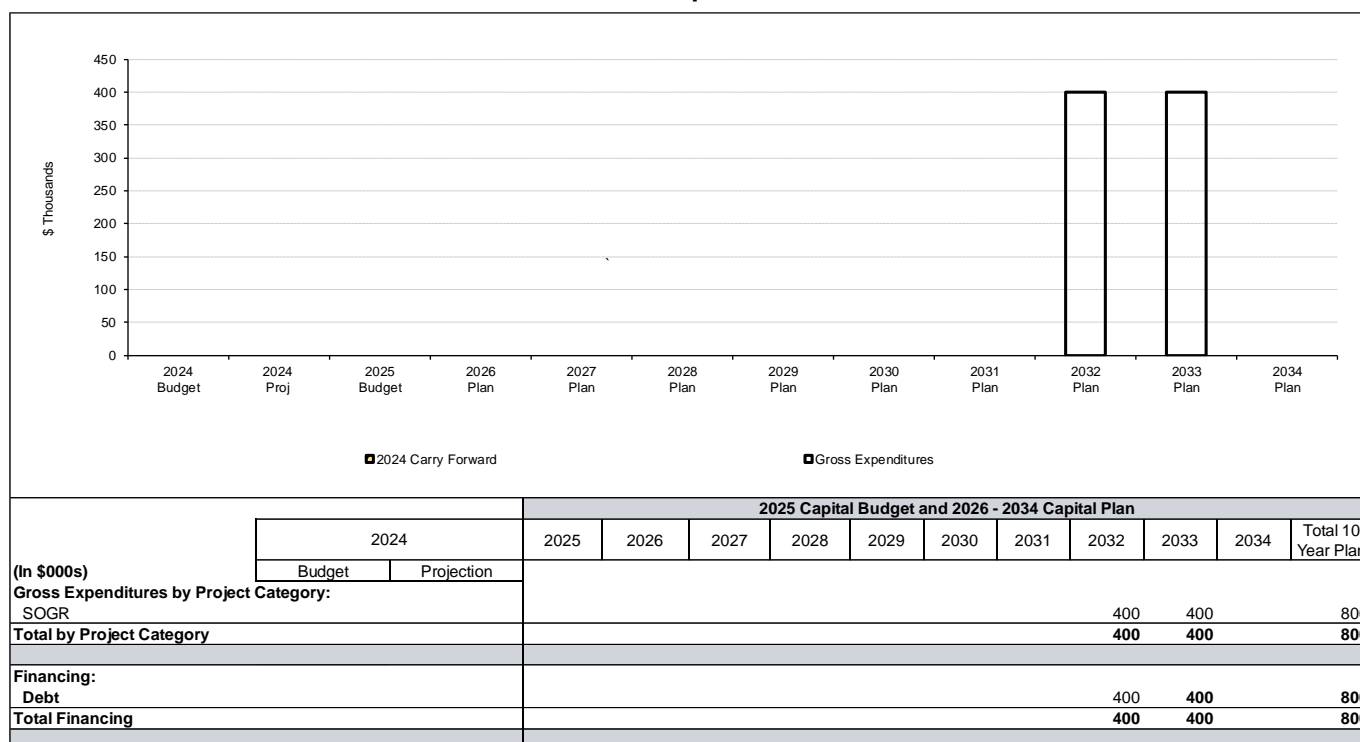 450
400
350
300
250
200
150
100
50
0
$ Thousands
2024 Budget
2024 Proj
2025 Budget
2026 Plan
2027 Plan
2028 Plan
2029 Plan
2030 Plan
2031 Plan
2032 Plan
2033 Plan
2034 Plan
2024 Carry Forward
Gross Expenditures
2025 Capital Budget and 2026 - 2034 Capital Plan
2024 2025 2026 2027 2028 2029 2030 2031 2032 2033 2034 Total 10
Year Plan
(In $000s) Budget Projection
Gross Expenditures by Project Category:
SOGR 400 400
Total by Project Category 400 400
Financing:
Debt 400 400
Total Financing 400 400